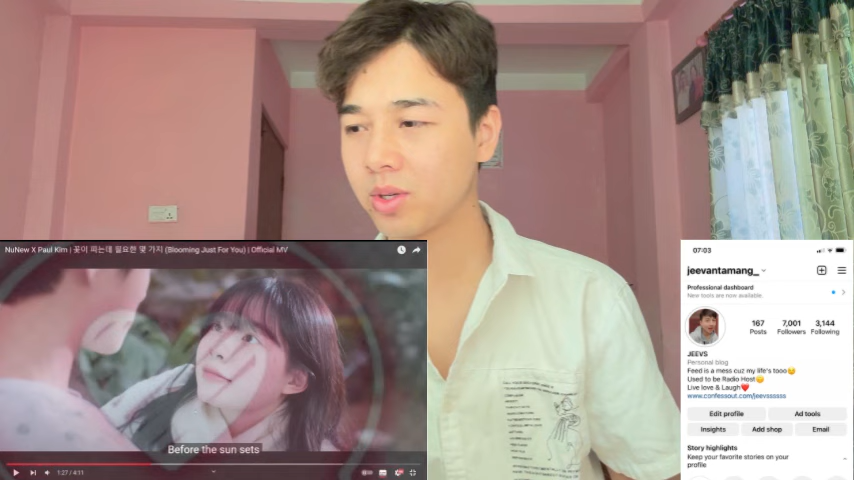 NuNew X Paul Kim | 꽃이 피는데 필요한 몇 가지 (Blooming Just For You) | Official MV
Before the sun sets
1:27 / 4:11
07:03
jeevantamang_
Professional dashboard
New tools are now available.
167
7,001
3,144
Posts
Followers
Following
JEEVS
Personal blog
Feed is a mess cuz my life's tooo
Used to be Radio Host
Live love & Laugh
www.confessout.com/jeevssssss
Edit profile
Ad tools
Insights
Add shop
Email
Story highlights
Keep your favorite stories on your
profile